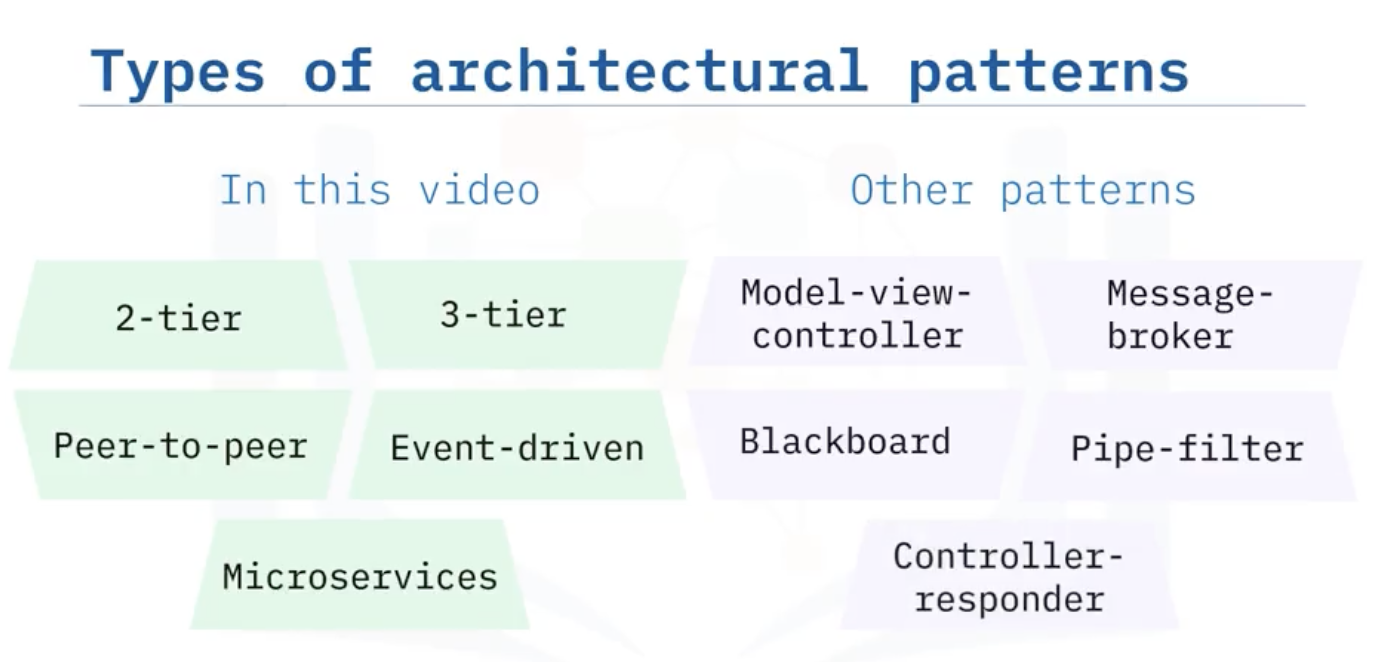 Types of architectural patterns
In this video
2-tier
3-tier
Peer-to-peer
Event-driven
Microservices
Other patterns
Model-view-
controller
Message-
broker
Blackboard
Pipe-filter
Controller-
responder